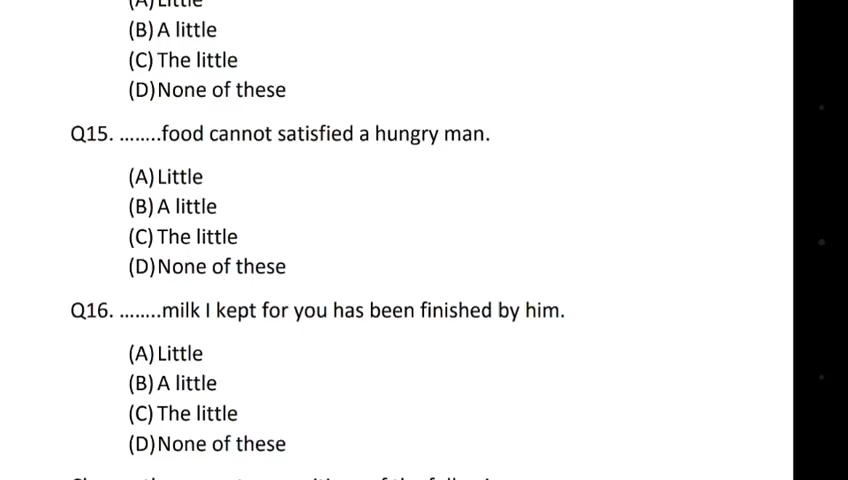 (A) Little
(B) A little
(C) The little
(D) None of these
Q15. ........food cannot satisfied a hungry man.
(A) Little
(B) A little
(C) The little
(D) None of these
Q16. ........milk I kept for you has been finished by him.
(A) Little
(B) A little
(C) The little
(D) None of these